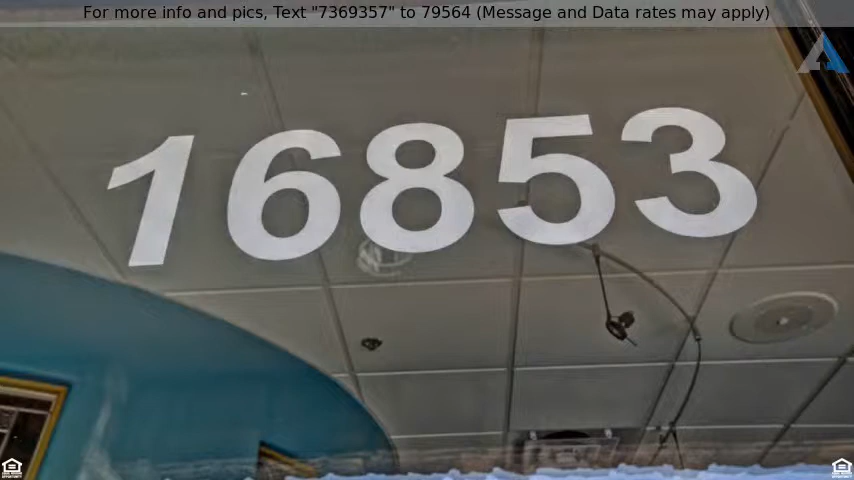 For more info and pics, Text "7369357" to 79564 (Message and Data rates may apply)
16853